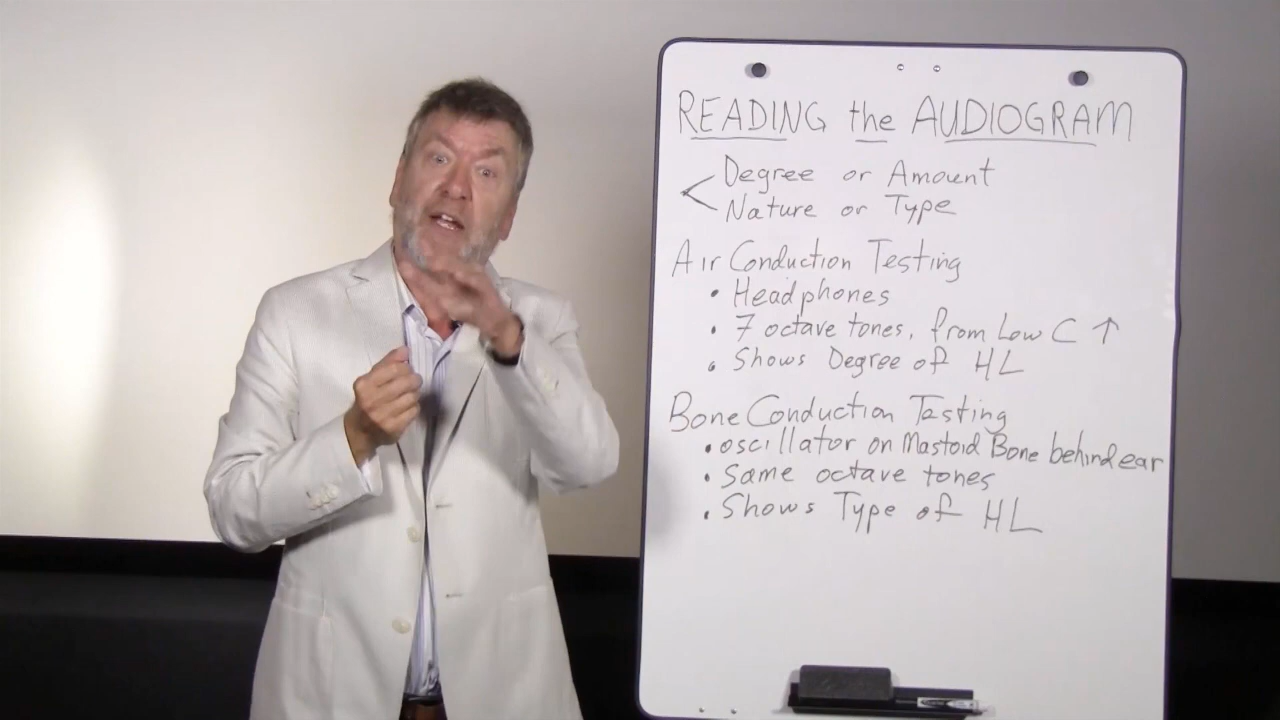 READING the AUDIOGRAM
Degree or Amount
Nature or Type
Air Conduction Testing
• Headphones
• 7 octave tones, from Low C ↑
• Shows Degree of HL
Bone Conduction Testing
• oscillator on Mastoid Bone behind ear
• Same octave tones
• Shows Type of HL